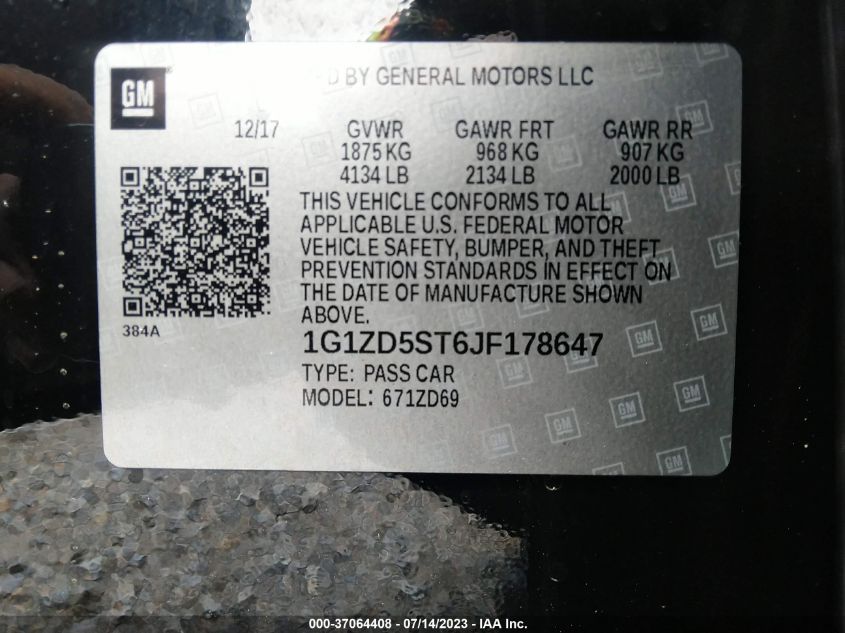 GM
D BY GENERAL MOTORS LLC
12/17 GVWR GAWR FRT GAWR RR
1875 KG 968 KG 907 KG
4134 LB 2134 LB 2000 LB
THIS VEHICLE CONFORMS TO ALL
APPLICABLE U.S. FEDERAL MOTOR
VEHICLE SAFETY, BUMPER, AND THEFT
PREVENTION STANDARDS IN EFFECT ON
THE DATE OF MANUFACTURE SHOWN
ABOVE.
384A
1G1ZD5ST6JF178647
TYPE: PASS CAR
MODEL: 671ZD69
000-37064408 - 07/14/2023 - IAA Inc.